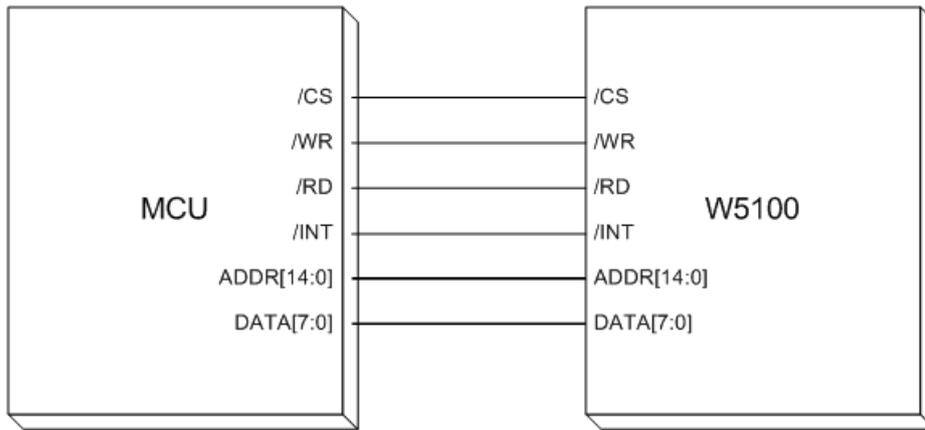 /CS /CS
/WR /WR
/RD /RD
MCU W5100
/INT /INT
ADDR[14:0] ADDR[14:0]
DATA[7:0] DATA[7:0]